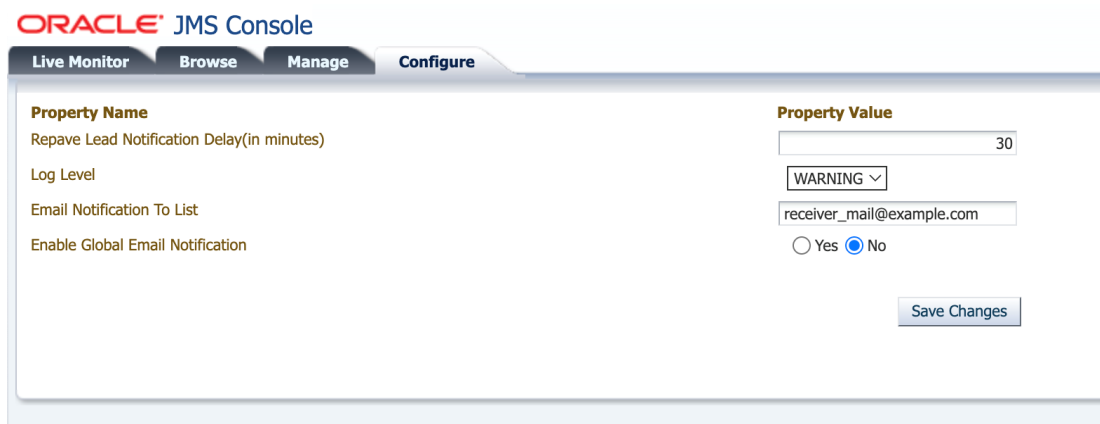 ORACLE JMS Console
Live Monitor Browse Manage Configure
Property Name Property Value
Repave Lead Notification Delay(in minutes) 30
Log Level WARNING
Email Notification To List receiver_mail@example.com
Enable Global Email Notification Yes No
Save Changes